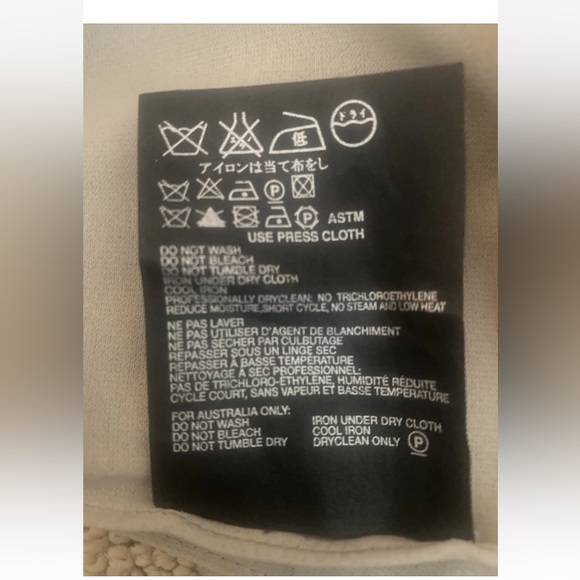 低 ドライ
アイロンは当て布をし
P
P ASTM
USE PRESS CLOTH
DO NOT WASH
DO NOT BLEACH
DO NOT TUMBLE DRY
IRON UNDER DRY CLOTH
COOL IRON
PROFESSIONALLY DRYCLEAN: NO TRICHLOROETHYLENE
REDUCE MOISTURE,SHORT CYCLE, NO STEAM AND LOW HEAT
NE PAS LAVER
NE PAS UTILISER D'AGENT DE BLANCHIMENT
NE PAS SÉCHER PAR CULBUTAGE
REPASSER SOUS UN LINGE SEC
REPASSER À BASSE TEMPÉRATURE
NETTOYAGE À SEC PROFESSIONNEL:
PAS DE TRICHLORO-ETHYLENE, HUMIDITÉ RÉDUITE
CYCLE COURT, SANS VAPEUR ET BASSE TEMPÉRATURE
FOR AUSTRALIA ONLY:
DO NOT WASH IRON UNDER DRY CLOTH
DO NOT BLEACH COOL IRON
DO NOT TUMBLE DRY DRYCLEAN ONLY P